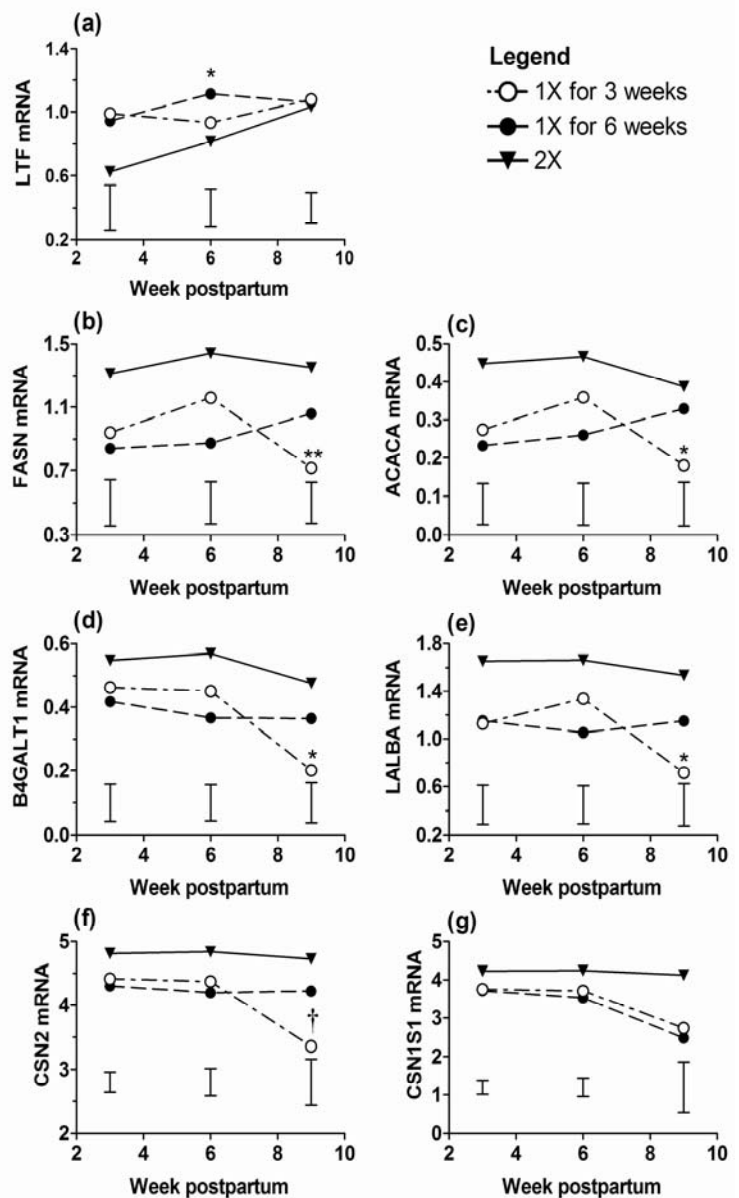 (a)
1.4
*
1.0
LTF mRNA
0.6
0.2
2 4 6 8 10
Week postpartum
Legend
1X for 3 weeks
1X for 6 weeks
2X
(b)
1.5
1.1
FASN mRNA
0.7
**
0.3
2 4 6 8 10
Week postpartum
(c)
0.5
0.4
0.3
ACACA mRNA
0.2
*
0.1
0.0
2 4 6 8 10
Week postpartum
(d)
0.6
0.4
B4GALT1 mRNA
0.2
*
0.0
2 4 6 8 10
Week postpartum
(e)
1.8
1.4
1.0
LALBA mRNA
*
0.6
0.2
2 4 6 8 10
Week postpartum
(f)
5
4
CSN2 mRNA
†
3
2
2 4 6 8 10
Week postpartum
(g)
5
4
3
CSN1S1 mRNA
2
1
0
2 4 6 8 10
Week postpartum